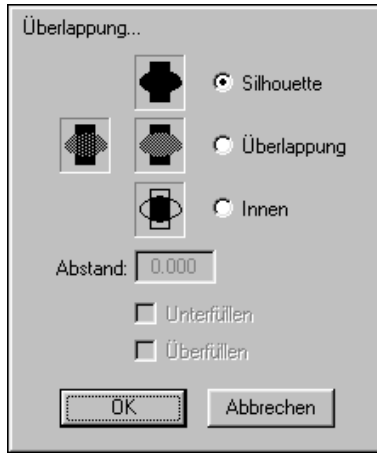 Überlappung...
Silhouette
Überlappung
Innen
Abstand: 0.000
Unterfüllen
Überfüllen
OK Abbrechen